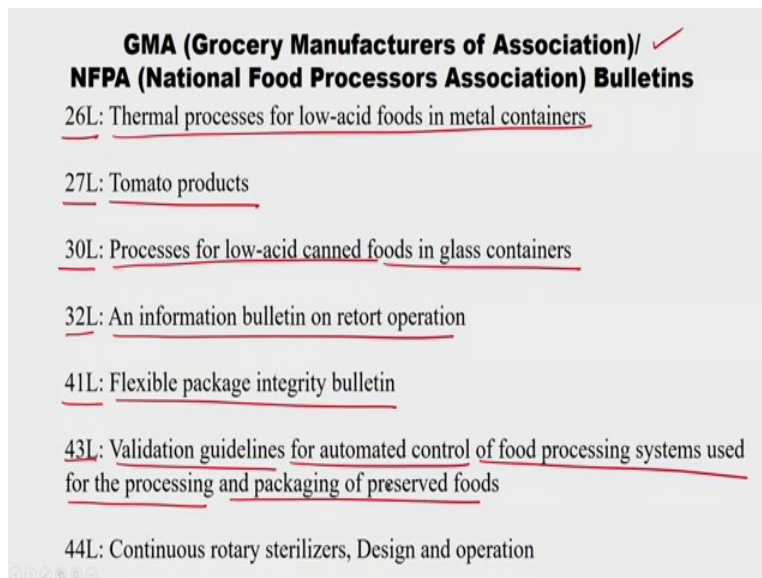 GMA (Grocery Manufacturers of Association)/
NFPA (National Food Processors Association) Bulletins
26L: Thermal processes for low-acid foods in metal containers
27L: Tomato products
30L: Processes for low-acid canned foods in glass containers
32L: An information bulletin on retort operation
41L: Flexible package integrity bulletin
43L: Validation guidelines for automated control of food processing systems used
for the processing and packaging of preserved foods
44L: Continuous rotary sterilizers, Design and operation